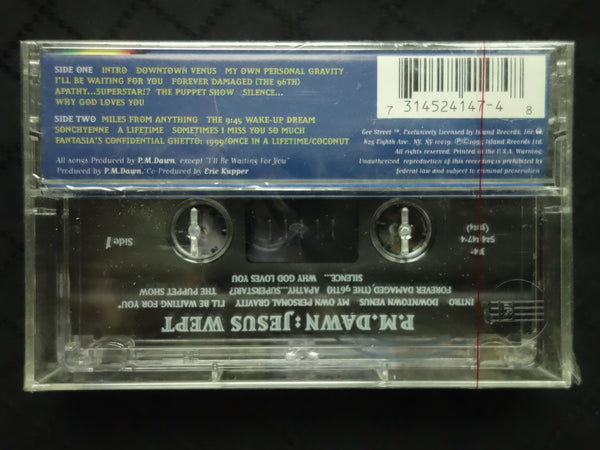 SIDE ONE INTRO DOWNTOWN VENUS MY OWN PERSONAL GRAVITY
I'LL BE WAITING FOR YOU FOREVER DAMAGED (THE 96TH)
APATHY...SUPERSTAR!? THE PUPPET SHOW SILENCE...
WHY GOD LOVES YOU
SIDE TWO MILES FROM ANYTHING THE 9:45 WAKE-UP DREAM
SONCHYENNE A LIFETIME SOMETIMES I MISS YOU SO MUCH
FANTASIA'S CONFIDENTIAL GHETTO: 1999/ONCE IN A LIFETIME/COCONUT
All songs Produced by P.M.Dawn, except "I'll Be Waiting For You"
Produced by P.M.Dawn, Co-Produced by Eric Kupper
7 314524147-4 8
Gee Street ™, Exclusively Licensed by Island Records, Inc.
825 Eighth Ave., NY, NY 10019. ℗©1995 Island Records Ltd.
All rights reserved. Printed in the U.S.A. Warning
Unauthorized reproduction of this recording is prohibited by
federal law and subject to criminal prosecution
P.M.DAWN: JESUS WEPT
INTRO DOWNTOWN VENUS MY OWN PERSONAL GRAVITY I'LL BE WAITING FOR YOU
FOREVER DAMAGED (THE 96TH) APATHY...SUPERSTAR!? THE PUPPET SHOW
SILENCE... WHY GOD LOVES YOU
Side 1